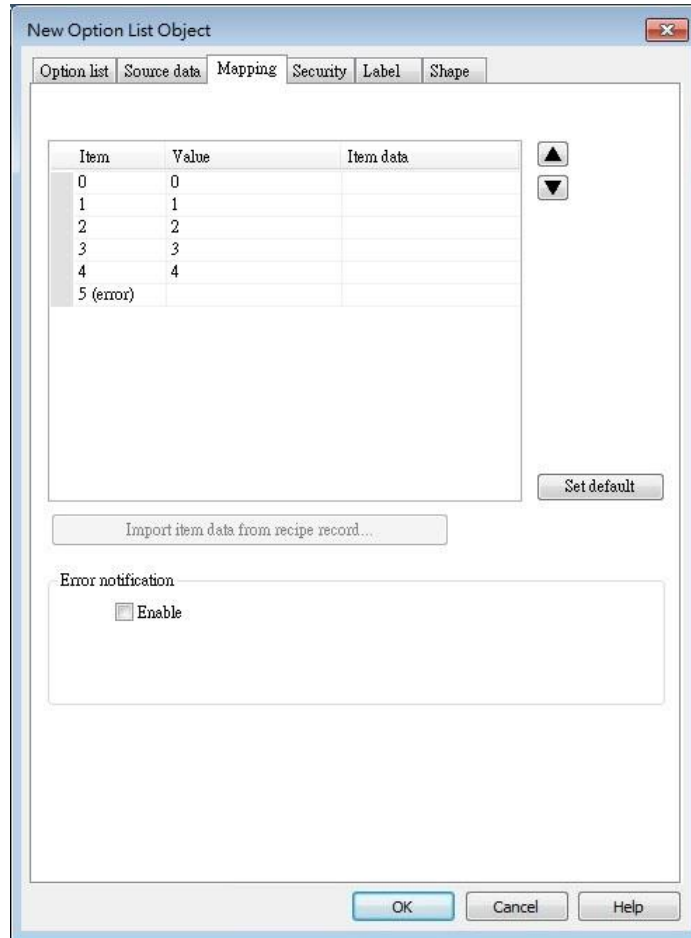 New Option List Object
Option list Source data Mapping Security Label Shape
Item Value Item data
0 0
1 1
2 2
3 3
4 4
5 (error)
Set default
Import item data from recipe record...
Error notification
Enable
OK Cancel Help